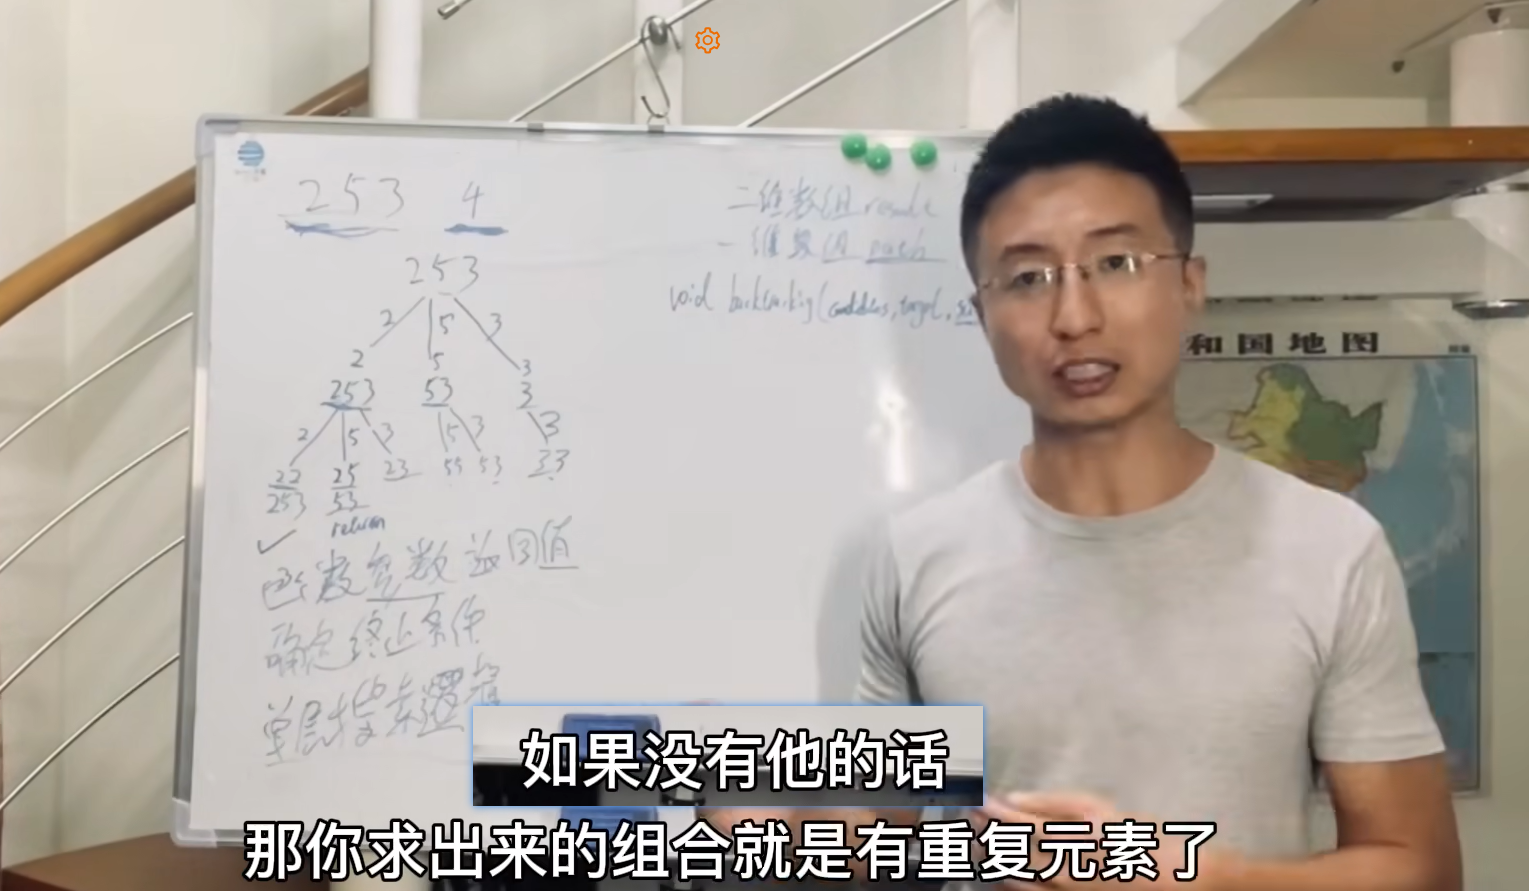 253 4
二维数组 result
一维数组 path
void backtracking(candidates, target,
253
2 5 3
2 5 3
253 53 3
2 5 3 5 3 3
22 25 23 55 53 33
253 53
return
函数参数返回值
确定终止条件
单层搜索逻辑
和国地图
如果没有他的话
那你求出来的组合就是有重复元素了